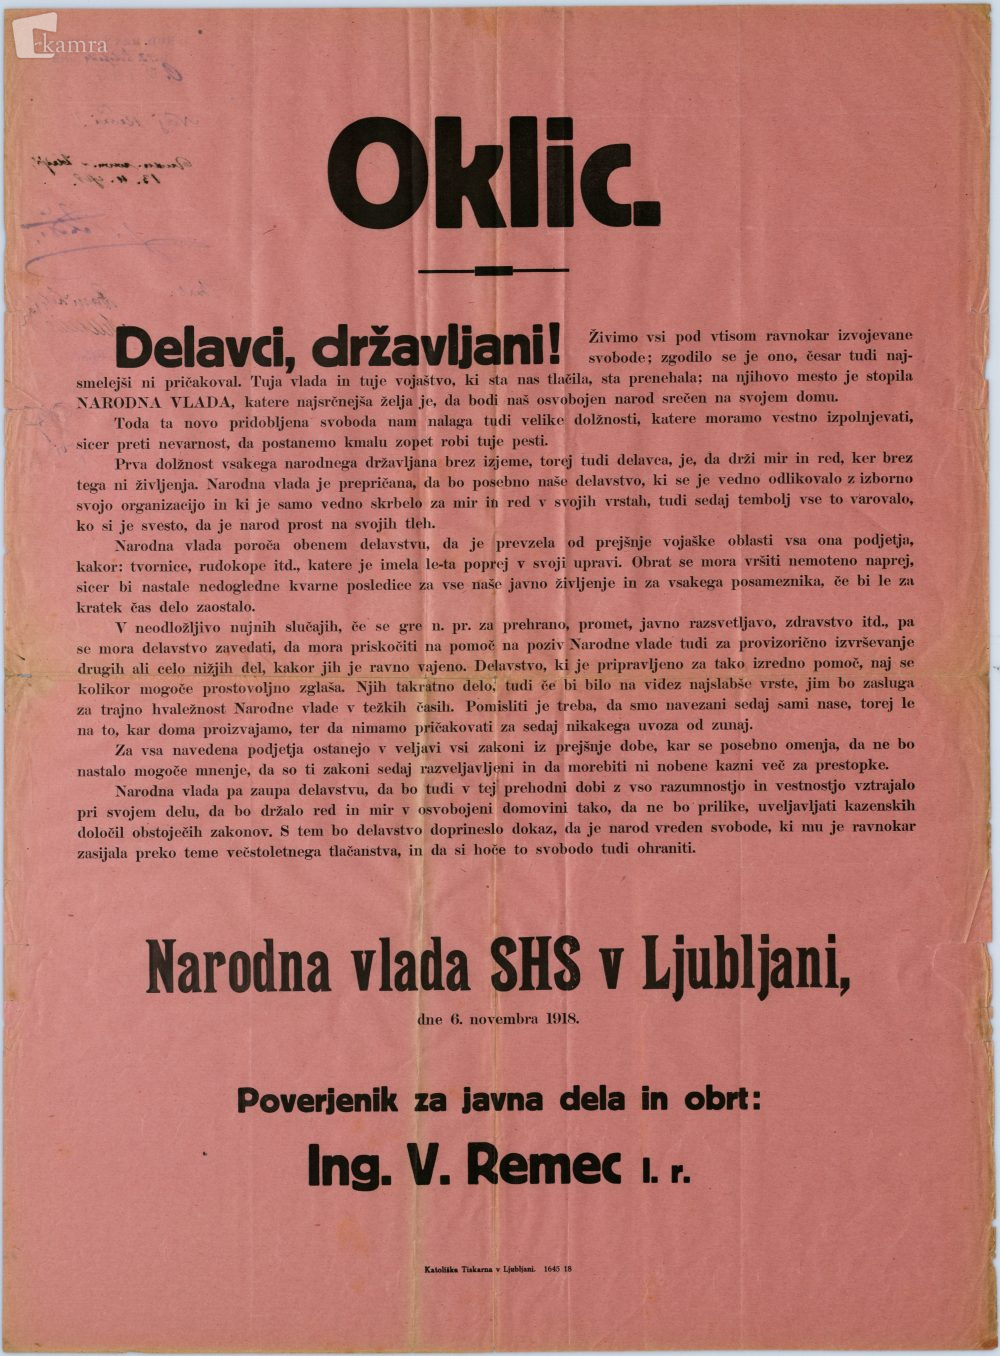 kamra
Oklic.
Delavci, državljani! Živimo vsi pod vtisom ravnokar izvojevane
svobode; zgodilo se je ono, česar tudi naj-
smelejši ni pričakoval. Tuja vlada in tuje vojaštvo, ki sta nas tlačila, sta prenehala; na njihovo mesto je stopila
NARODNA VLADA, katere najsrčnejša želja je, da bodi naš osvobojen narod srečen na svojem domu.
Toda ta novo pridobljena svoboda nam nalaga tudi velike dolžnosti, katere moramo vestno izpolnjevati,
sicer preti nevarnost, da postanemo kmalu zopet robi tuje pesti.
Prva dolžnost vsakega narodnega državljana brez izjeme, torej tudi delavca, je, da drži mir in red, ker brez
tega ni življenja. Narodna vlada je prepričana, da bo posebno naše delavstvo, ki se je vedno odlikovalo z izborno
svojo organizacijo in ki je samo vedno skrbelo za mir in red v svojih vrstah, tudi sedaj tembolj vse to varovalo,
ko si je svesto, da je narod prost na svojih tleh.
Narodna vlada poroča obenem delavstvu, da je prevzela od prejšnje vojaške oblasti vsa ona podjetja,
kakor: tvornice, rudokope itd., katere je imela le-ta poprej v svoji upravi. Obrat se mora vršiti nemoteno naprej,
sicer bi nastale nedogledne kvarne posledice za vse naše javno življenje in za vsakega posameznika, če bi le za
kratek čas delo zaostalo.
V neodložljivo nujnih slučajih, če se gre n. pr. za prehrano, promet, javno razsvetljavo, zdravstvo itd., pa
se mora delavstvo zavedati, da mora priskočiti na pomoč na poziv Narodne vlade tudi za provizorično izvrševanje
drugih ali celo nižjih del, kakor jih je ravno vajeno. Delavstvo, ki je pripravljeno za tako izredno pomoč, naj se
kolikor mogoče prostovoljno zglaša. Njih takratno delo, tudi če bi bilo na videz najslabše vrste, jim bo zasluga
za trajno hvaležnost Narodne vlade v težkih časih. Pomisliti je treba, da smo navezani sedaj sami nase, torej le
na to, kar doma proizvajamo, ter da nimamo pričakovati za sedaj nikakega uvoza od zunaj.
Za vsa navedena podjetja ostanejo v veljavi vsi zakoni iz prejšnje dobe, kar se posebno omenja, da ne bo
nastalo mogoče mnenje, da so ti zakoni sedaj razveljavljeni in da morebiti ni nobene kazni več za prestopke.
Narodna vlada pa zaupa delavstvu, da bo tudi v tej prehodni dobi z vso razumnostjo in vestnostjo vztrajalo
pri svojem delu, da bo držalo red in mir v osvobojeni domovini tako, da ne bo prilike, uveljavljati kazenskih
določil obstoječih zakonov. S tem bo delavstvo doprineslo dokaz, da je narod vreden svobode, ki mu je ravnokar
zasijala preko teme večstoletnega tlačanstva, in da si hoče to svobodo tudi ohraniti.
Narodna vlada SHS v Ljubljani,
dne 6. novembra 1918.
Poverjenik za javna dela in obrt:
Ing. V. Remec l. r.
Katoliška Tiskarna v Ljubljani. 1645 18